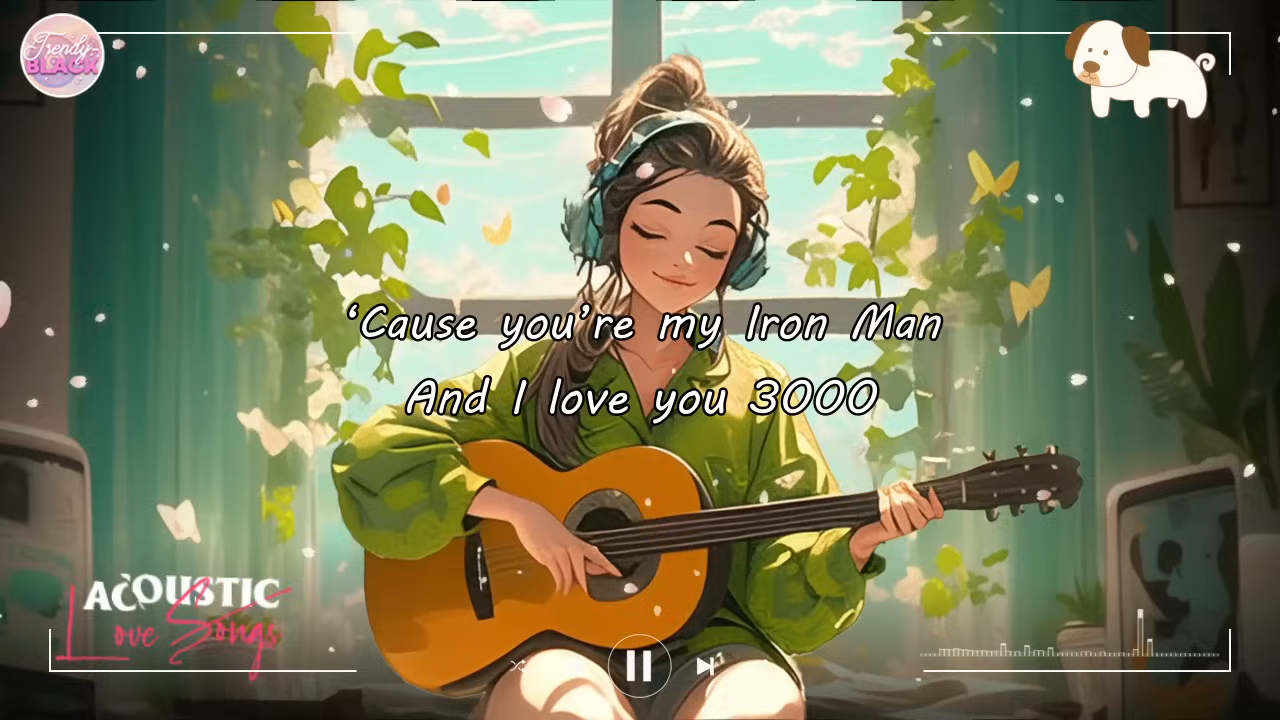 Trendy
BLACK
‘Cause you’re my Iron Man
And I love you 3000
ACOUSTIC
Love Songs